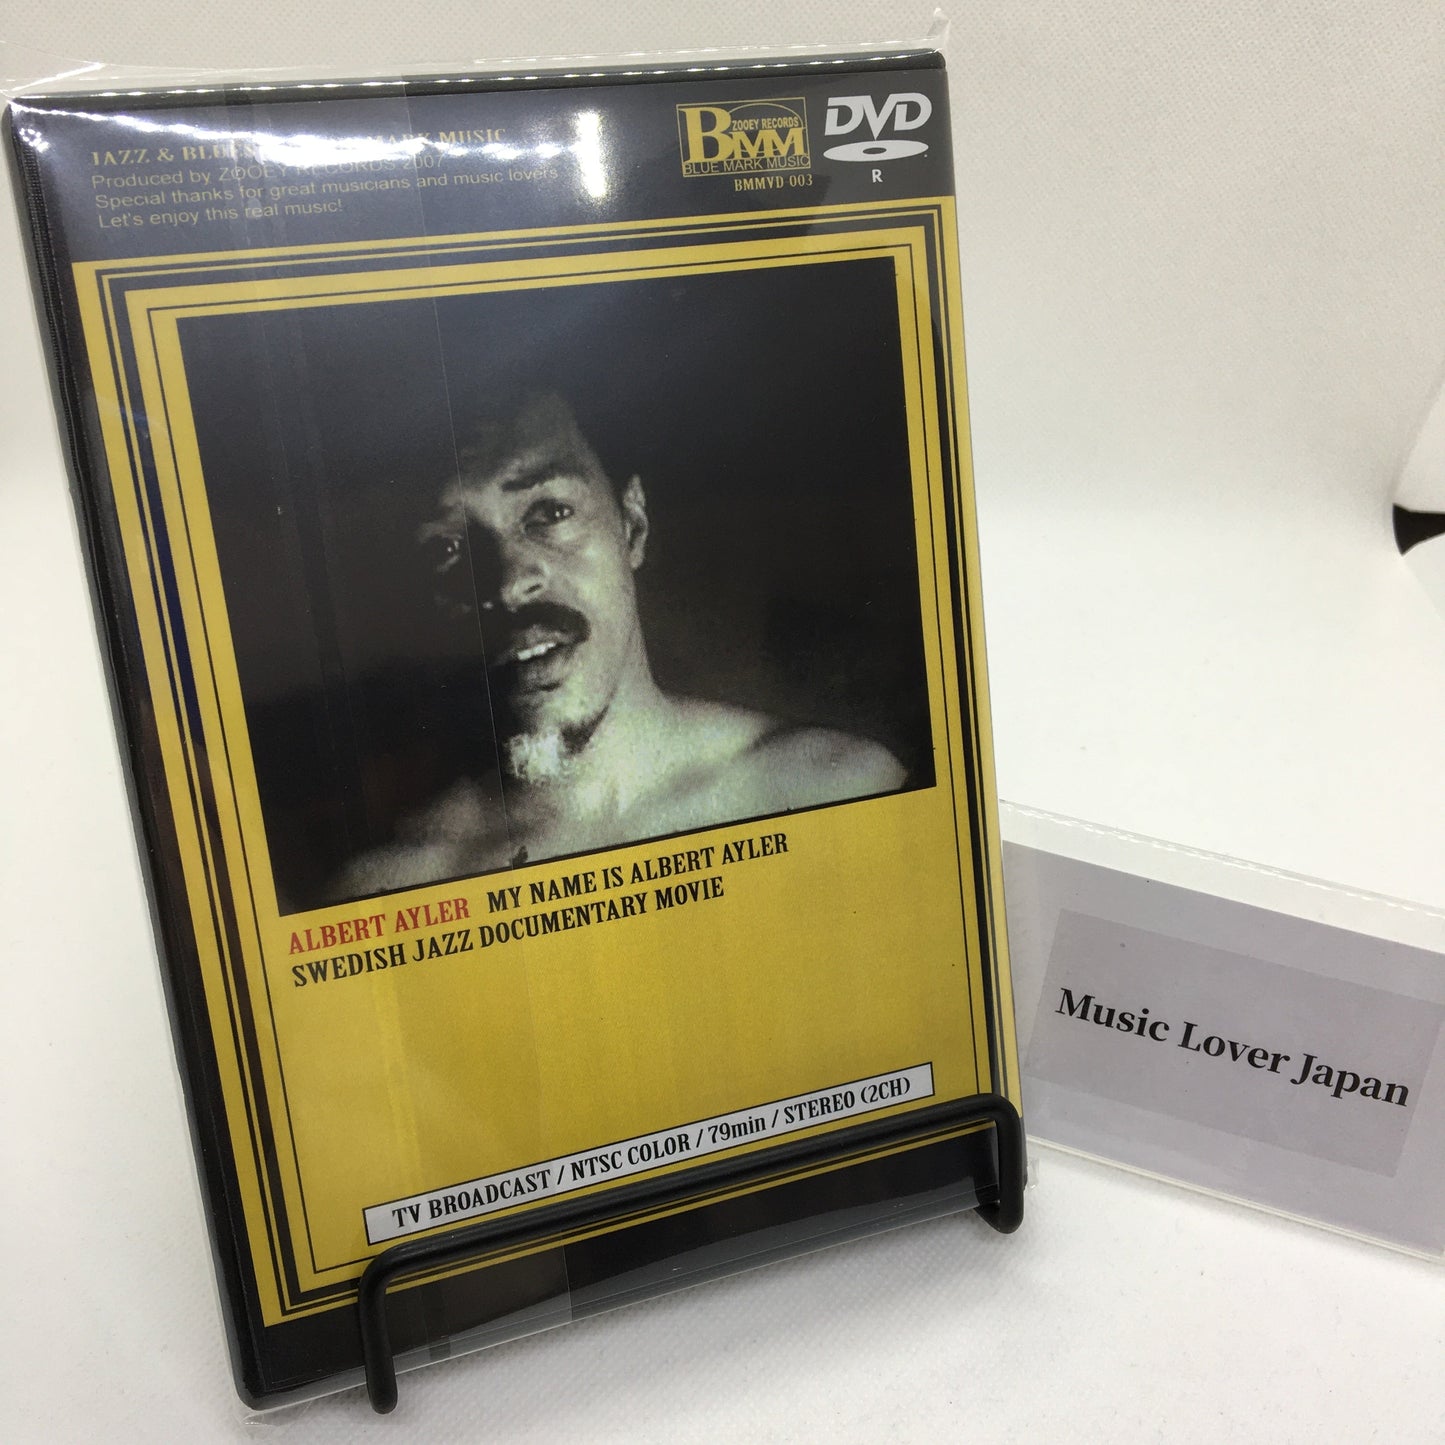 JAZZ & BLUES MARK MUSIC
Produced by ZOOEY RECORDS 2007
Special thanks for great musicians and music lovers
Let's enjoy this real music!
ZOOEY RECORDS
BMM
BLUE MARK MUSIC
BMMVD 003
DVD
R
ALBERT AYLER MY NAME IS ALBERT AYLER
SWEDISH JAZZ DOCUMENTARY MOVIE
TV BROADCAST / NTSC COLOR / 79min / STEREO (2CH)
Music Lover Japan